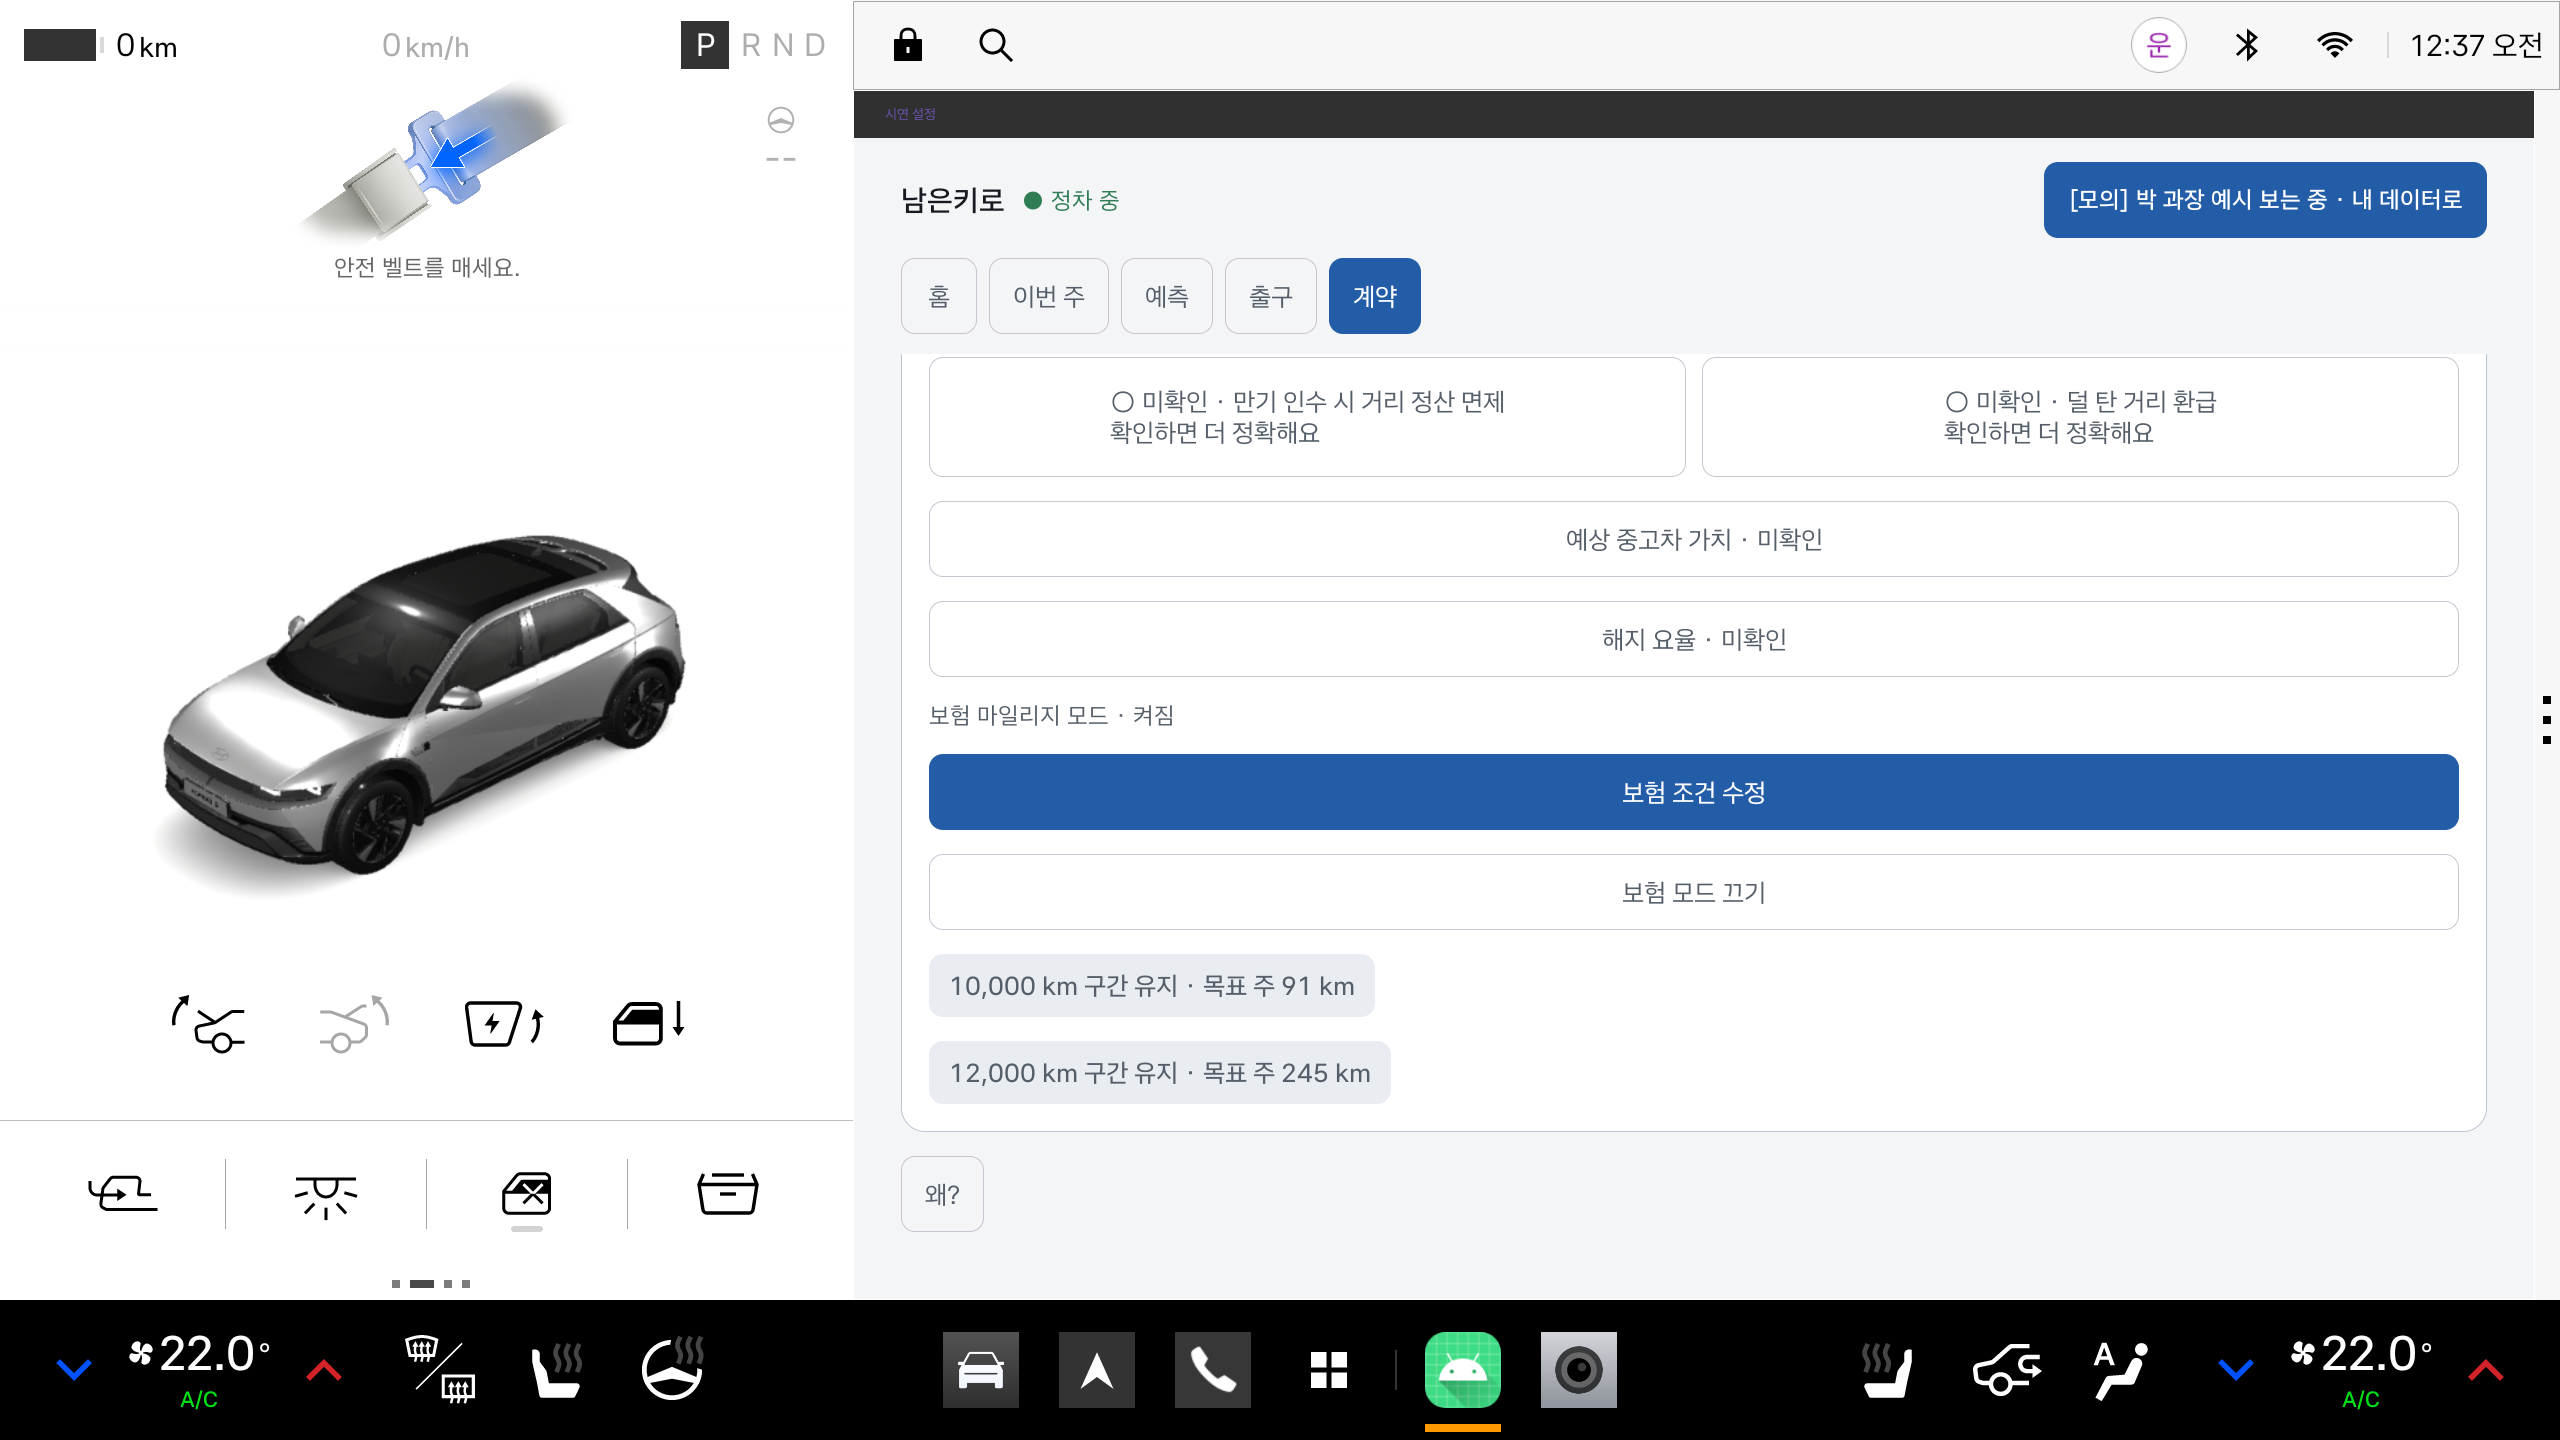 0 km
0 km/h
P R N D
운
12:37 오전
안전 벨트를 매세요.
시연 설정
남은키로
정차 중
[모의] 박 과장 예시 보는 중 · 내 데이터로
홈
이번 주
예측
출구
계약
○ 미확인 · 만기 인수 시 거리 정산 면제
확인하면 더 정확해요
○ 미확인 · 덜 탄 거리 환급
확인하면 더 정확해요
예상 중고차 가치 · 미확인
해지 요율 · 미확인
보험 마일리지 모드 · 켜짐
보험 조건 수정
보험 모드 끄기
10,000 km 구간 유지 · 목표 주 91 km
12,000 km 구간 유지 · 목표 주 245 km
왜?
22.0°
A/C
A
22.0°
A/C